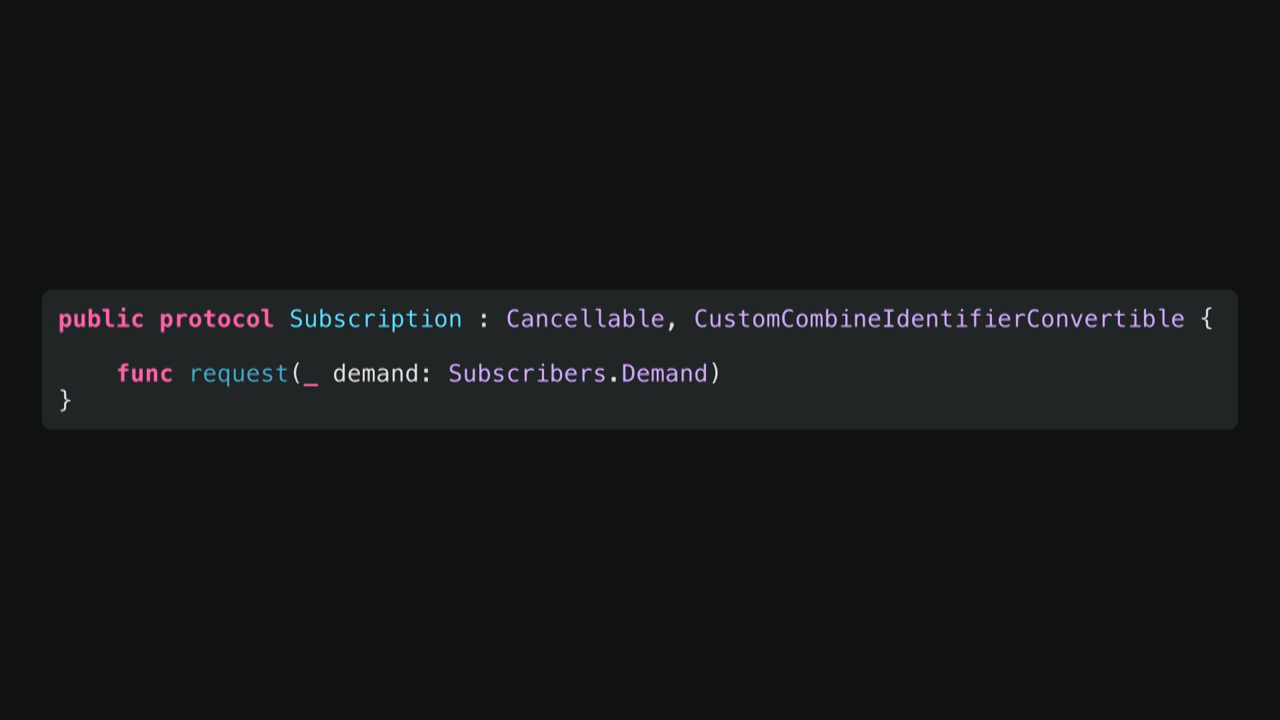 public protocol Subscription : Cancellable, CustomCombineIdentifierConvertible {
    func request(_ demand: Subscribers.Demand)
}